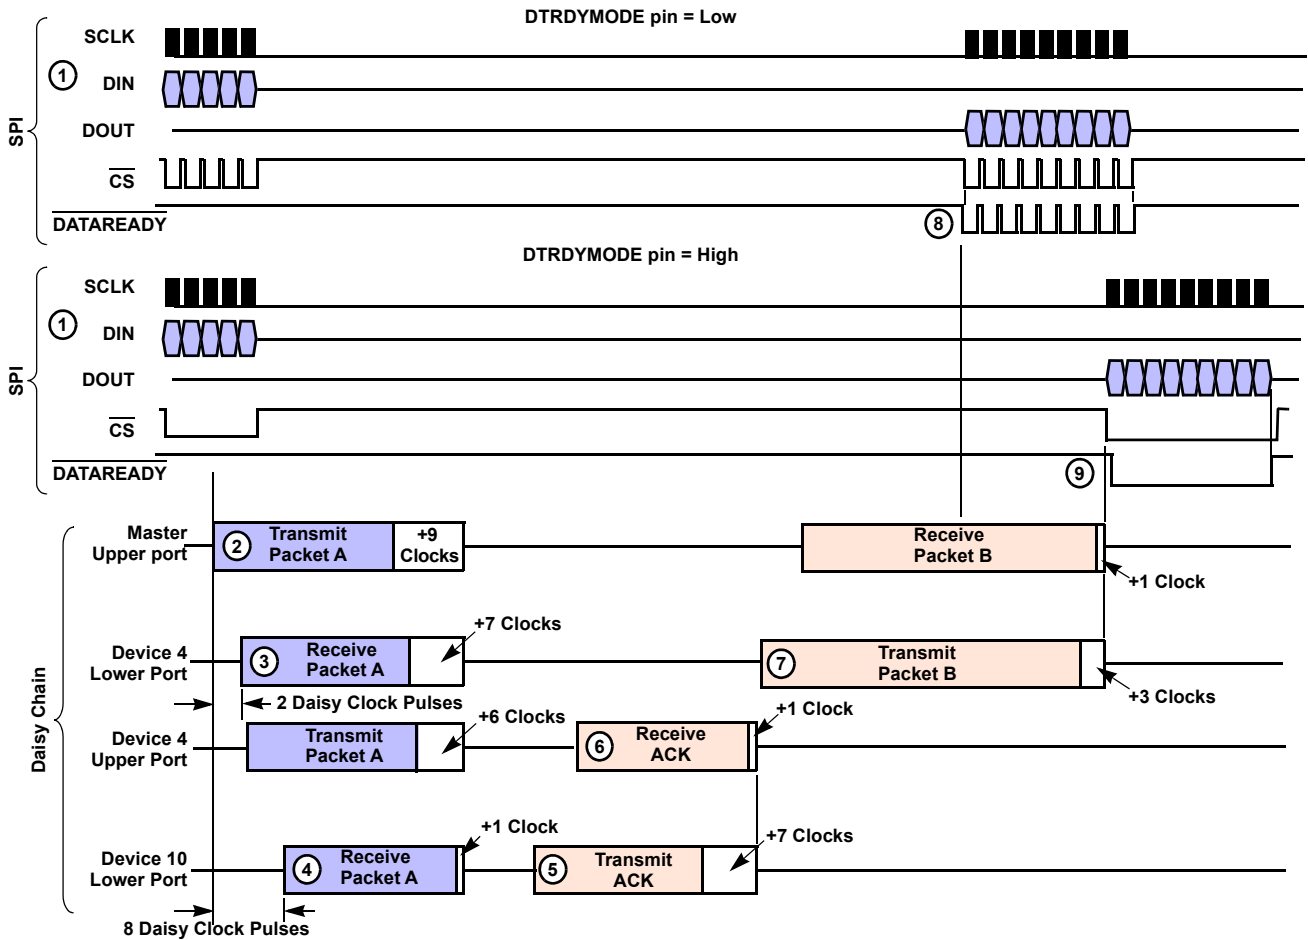 DTRDYMODE pin = Low
SPI
1
SCLK
DIN
DOUT
CS
DATAREADY
8
DTRDYMODE pin = High
SPI
1
SCLK
DIN
DOUT
CS
DATAREADY
9
Daisy Chain
Master
Upper port
2
Transmit
Packet A
+9
Clocks
Receive
Packet B
+1 Clock
Device 4
Lower Port
3
Receive
Packet A
+7 Clocks
7
Transmit
Packet B
+3 Clocks
2 Daisy Clock Pulses
Device 4
Upper Port
Transmit
Packet A
+6 Clocks
6
Receive
ACK
+1 Clock
Device 10
Lower Port
4
Receive
Packet A
+1 Clock
5
Transmit
ACK
+7 Clocks
8 Daisy Clock Pulses